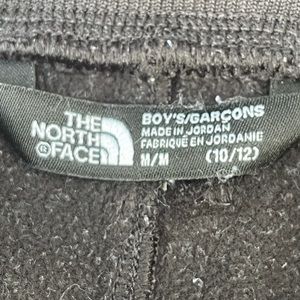 THE
NORTH
FACE
BOY'S/GARÇONS
MADE IN JORDAN
FABRIQUÉ EN JORDANIE
M/M (10/12)